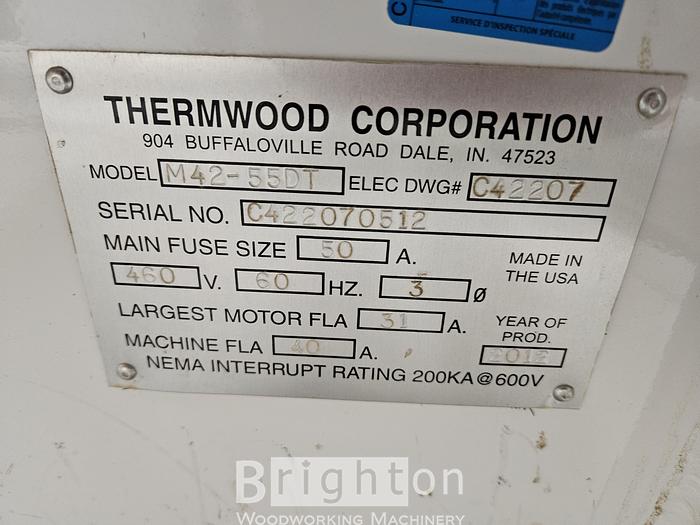 SERVICE D'INSPECTION SPÉCIALE
THERMWOOD CORPORATION
904 BUFFALOVILLE ROAD DALE, IN. 47523
MODEL M42-55DT ELEC DWG# C42207
SERIAL NO. C422070512
MAIN FUSE SIZE 50 A.
MADE IN
THE USA
460 V. 60 HZ. 3 Ø
LARGEST MOTOR FLA 31 A.
YEAR OF
PROD.
2012
MACHINE FLA 40 A.
NEMA INTERRUPT RATING 200KA@600V
Brighton
WOODWORKING MACHINERY